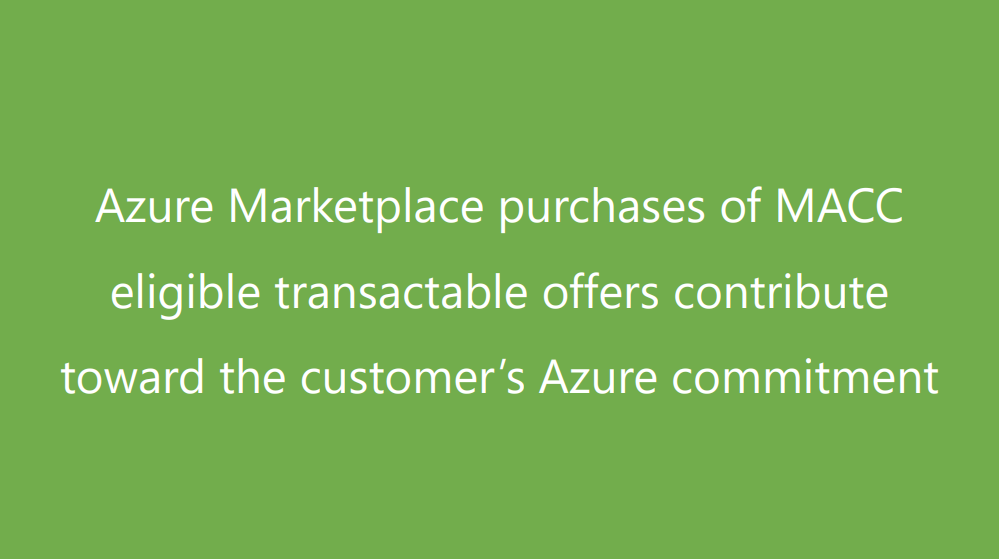 Azure Marketplace purchases of MACC
eligible transactable offers contribute
toward the customer’s Azure commitment